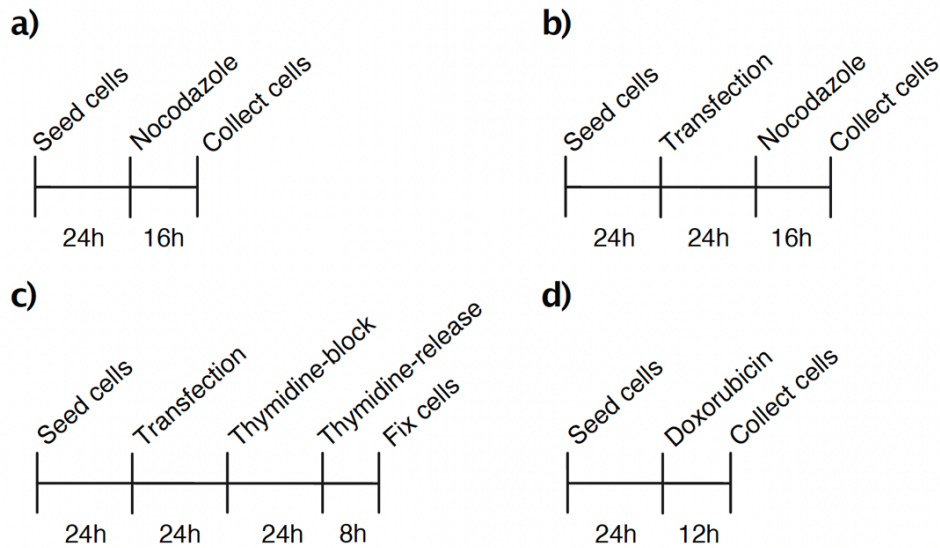 a)
Seed cells
Nocodazole
Collect cells
24h
16h
b)
Seed cells
Transfection
Nocodazole
Collect cells
24h
24h
16h
c)
Seed cells
Transfection
Thymidine-block
Thymidine-release
Fix cells
24h
24h
24h
8h
d)
Seed cells
Doxorubicin
Collect cells
24h
12h